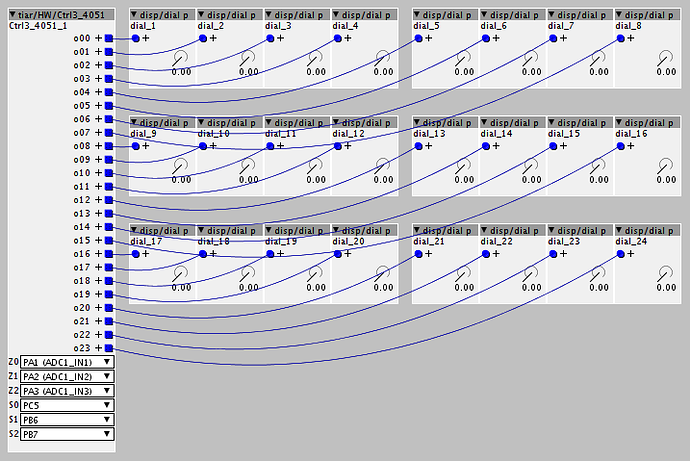 ▼ tiar/HW/Ctrl3_4051
Ctrl3_4051_1
o00 +
o01 +
o02 +
o03 +
o04 +
o05 +
o06 +
o07 +
o08 +
o09 +
o10 +
o11 +
o12 +
o13 +
o14 +
o15 +
o16 +
o17 +
o18 +
o19 +
o20 +
o21 +
o22 +
o23 +
Z0 PA1 (ADC1_IN1) ▼
Z1 PA2 (ADC1_IN2) ▼
Z2 PA3 (ADC1_IN3) ▼
S0 PC5 ▼
S1 PB6 ▼
S2 PB7 ▼
▼ disp/dial p ▼ disp/dial p ▼ disp/dial p ▼ disp/dial p ▼ disp/dial p ▼ disp/dial p ▼ disp/dial p ▼ disp/dial p
dial_1 dial_2 dial_3 dial_4 dial_5 dial_6 dial_7 dial_8
+ + + + + + + +
0.00 0.00 0.00 0.00 0.00 0.00 0.00 0.00
▼ disp/dial p ▼ disp/dial p ▼ disp/dial p ▼ disp/dial p ▼ disp/dial p ▼ disp/dial p ▼ disp/dial p ▼ disp/dial p
dial_9 dial_10 dial_11 dial_12 dial_13 dial_14 dial_15 dial_16
+ + + + + + + +
0.00 0.00 0.00 0.00 0.00 0.00 0.00 0.00
▼ disp/dial p ▼ disp/dial p ▼ disp/dial p ▼ disp/dial p ▼ disp/dial p ▼ disp/dial p ▼ disp/dial p ▼ disp/dial p
dial_17 dial_18 dial_19 dial_20 dial_21 dial_22 dial_23 dial_24
+ + + + + + + +
0.00 0.00 0.00 0.00 0.00 0.00 0.00 0.00